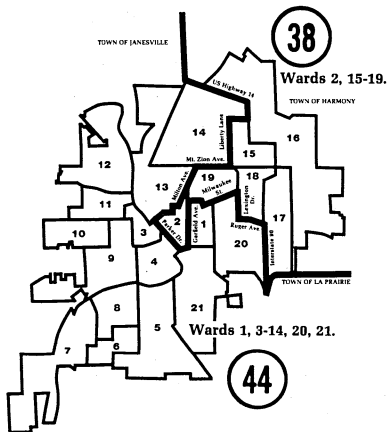 38
TOWN OF JANESVILLE
US Highway 14
Wards 2, 15-19.
TOWN OF HARMONY
14
Liberty Lane
16
15
Mt. Zion Ave.
12
13
Milton Ave.
19
Milwaukee
St.
18
Lexington
Dr.
11
2
17
10
3
Parker Dr.
Garfield Ave.
1
Ruger Ave.
20
Interstate 90
9
4
TOWN OF LA PRAIRIE
21
8
5
Wards 1, 3-14, 20, 21.
7
6
44